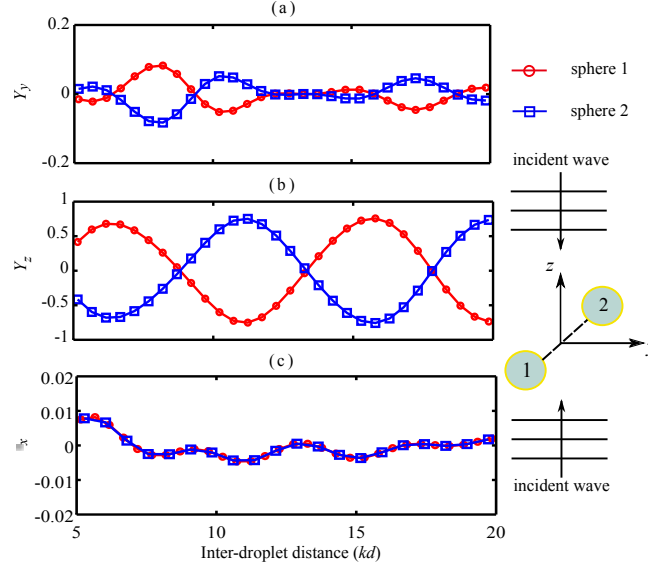 (a)
0.2
0
-0.2
Y_y
sphere 1
sphere 2
incident wave
(b)
1
0.5
0
-0.5
-1
Y_z
z
2
1
(c)
0.02
0.01
0
-0.01
-0.02
x
5
10
15
20
Inter-droplet distance (kd)
incident wave